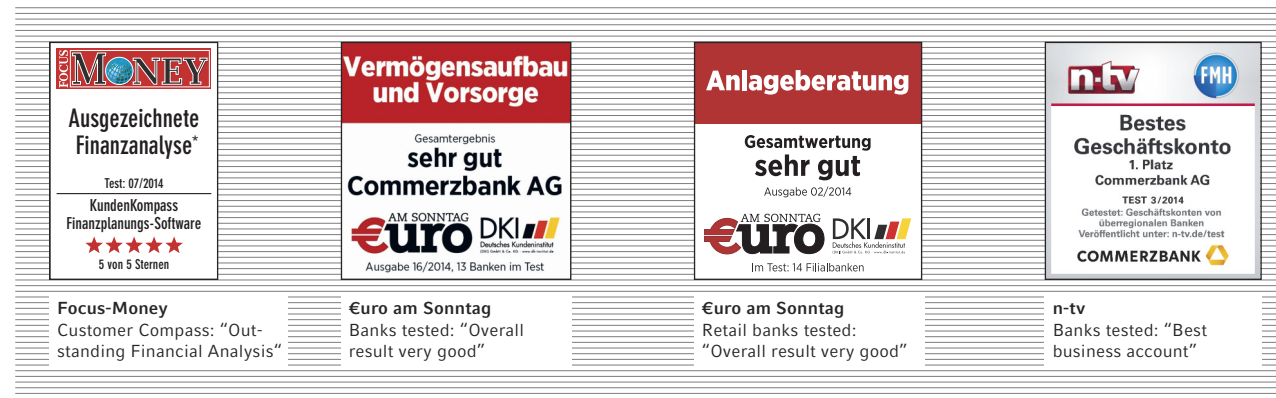 FOCUS
MONEY
Ausgezeichnete
Finanzanalyse*
Test: 07/2014
KundenKompass
Finanzplanungs-Software
5 von 5 Sternen
Focus-Money
Customer Compass: “Out-
standing Financial Analysis“
Vermögensaufbau
und Vorsorge
Gesamtergebnis
sehr gut
Commerzbank AG
€uro
AM SONNTAG
DKI
Deutsches Kundeninstitut
Ausgabe 16/2014, 13 Banken im Test
€uro am Sonntag
Banks tested: “Overall
result very good”
Anlageberatung
Gesamtwertung
sehr gut
Ausgabe 02/2014
€uro
AM SONNTAG
DKI
Deutsches Kundeninstitut
Im Test: 14 Filialbanken
€uro am Sonntag
Retail banks tested:
“Overall result very good”
n-tv
FMH
Bestes
Geschäftskonto
1. Platz
Commerzbank AG
TEST 3/2014
Getestet: Geschäftskonten von
überregionalen Banken
Veröffentlicht unter: n-tv.de/test
COMMERZBANK
n-tv
Banks tested: “Best
business account”